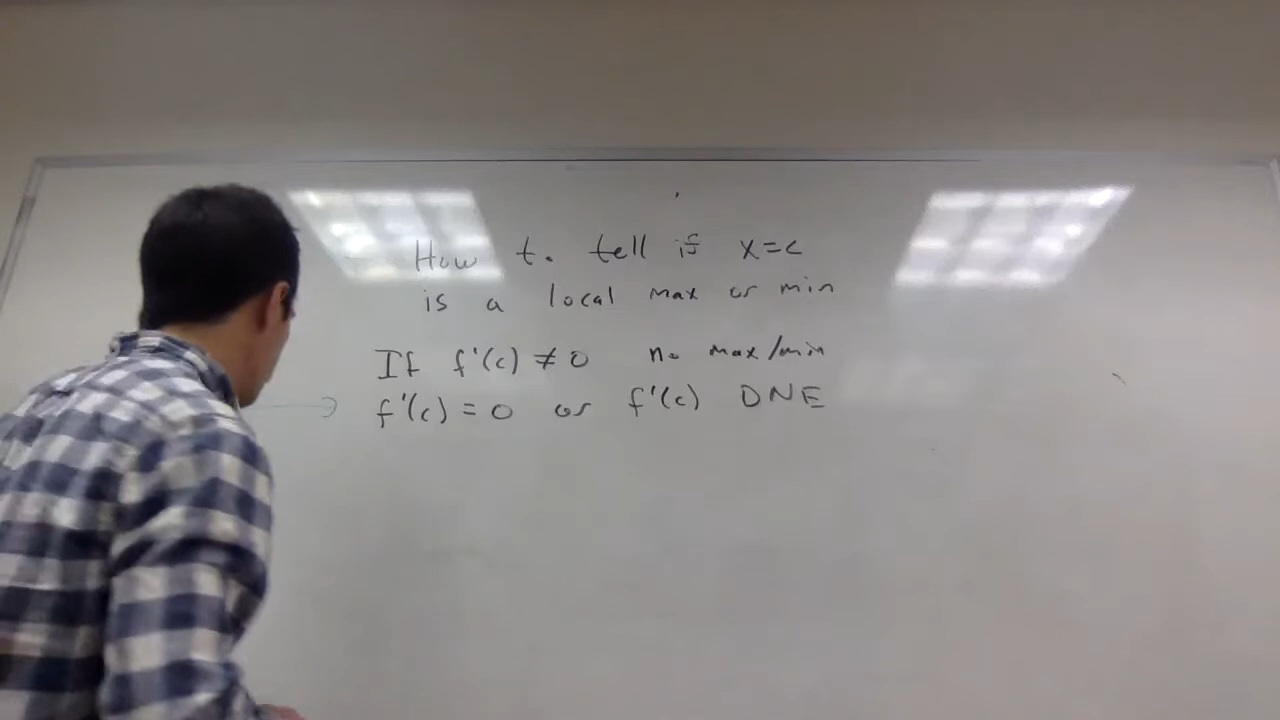 How to tell if x=c
is a local max or min
If f'(c) ≠ 0 no max/min
f'(c) = 0 or f'(c) DNE